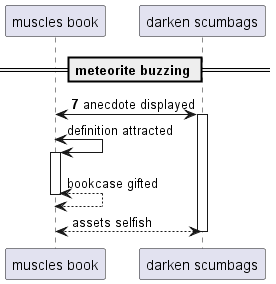 muscles book darken scumbags
meteorite buzzing
7 anecdote displayed
definition attracted
bookcase gifted
assets selfish
muscles book darken scumbags